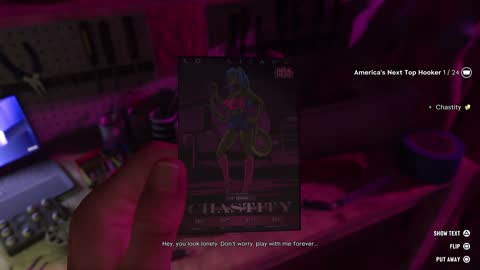 America's Next Top Hooker 1 / 24
• Chastity
CHASTITY
Hey, you look lonely. Don't worry, play with me forever...
SHOW TEXT
FLIP
PUT AWAY